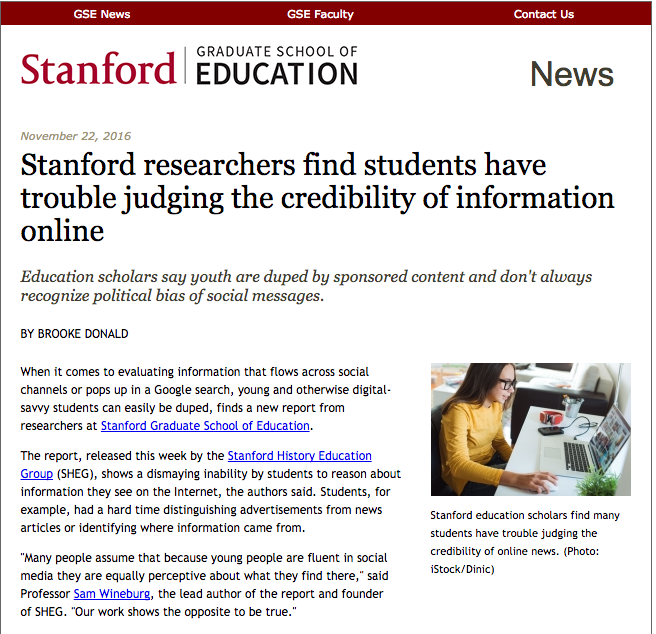 GSE News GSE Faculty Contact Us
Stanford GRADUATE SCHOOL OF EDUCATION News
November 22, 2016
Stanford researchers find students have
trouble judging the credibility of information
online
Education scholars say youth are duped by sponsored content and don't always
recognize political bias of social messages.
BY BROOKE DONALD
When it comes to evaluating information that flows across social
channels or pops up in a Google search, young and otherwise digital-
savvy students can easily be duped, finds a new report from
researchers at Stanford Graduate School of Education.
The report, released this week by the Stanford History Education
Group (SHEG), shows a dismaying inability by students to reason about
information they see on the Internet, the authors said. Students, for
example, had a hard time distinguishing advertisements from news
articles or identifying where information came from.
"Many people assume that because young people are fluent in social
media they are equally perceptive about what they find there," said
Professor Sam Wineburg, the lead author of the report and founder
of SHEG. "Our work shows the opposite to be true."
Stanford education scholars find many
students have trouble judging the
credibility of online news. (Photo:
iStock/Dinic)